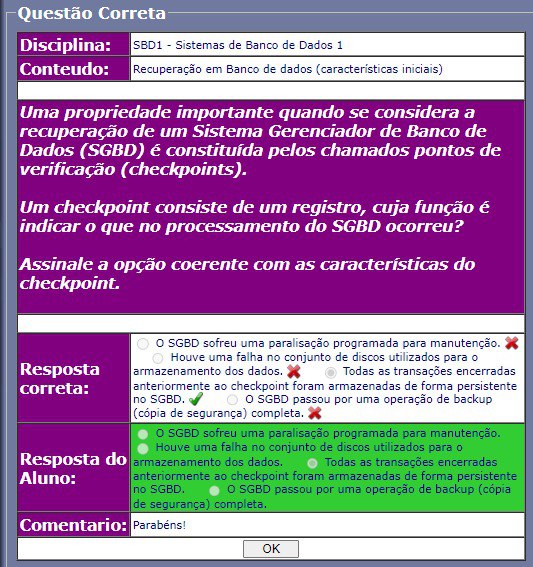 Questão Correta
Disciplina: SBD1 - Sistemas de Banco de Dados 1
Conteudo: Recuperação em Banco de dados (características iniciais)
Uma propriedade importante quando se considera a
recuperação de um Sistema Gerenciador de Banco de
Dados (SGBD) é constituída pelos chamados pontos de
verificação (checkpoints).
Um checkpoint consiste de um registro, cuja função é
indicar o que no processamento do SGBD ocorreu?
Assinale a opção coerente com as características do
checkpoint.
Resposta
correta:
O SGBD sofreu uma paralisação programada para manutenção.
Houve uma falha no conjunto de discos utilizados para o
armazenamento dos dados. Todas as transações encerradas
anteriormente ao checkpoint foram armazenadas de forma persistente
no SGBD. O SGBD passou por uma operação de backup
(cópia de segurança) completa.
Resposta do
Aluno:
O SGBD sofreu uma paralisação programada para manutenção.
Houve uma falha no conjunto de discos utilizados para o
armazenamento dos dados. Todas as transações encerradas
anteriormente ao checkpoint foram armazenadas de forma persistente
no SGBD. O SGBD passou por uma operação de backup (cópia
de segurança) completa.
Comentario: Parabéns!
OK